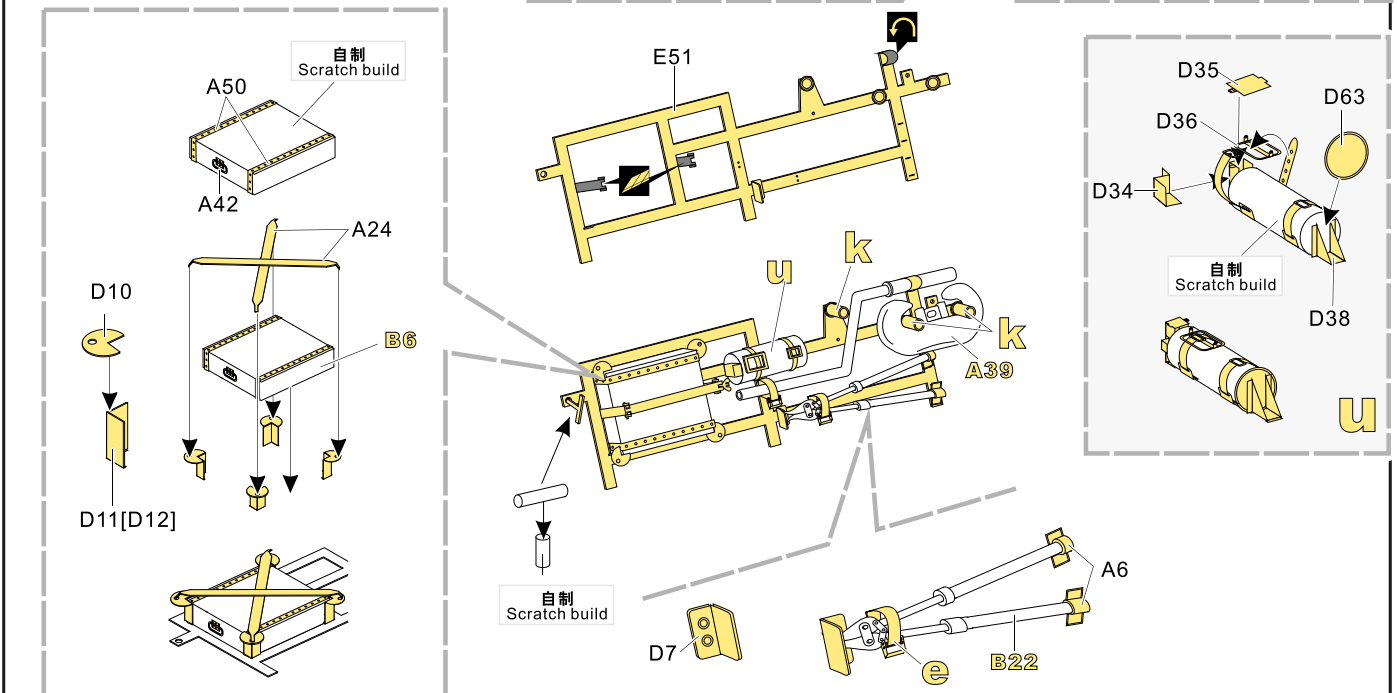 自制
Scratch build
A50
A42
A24
D10
B6
D11[D12]
E51
u
k
k
A39
自制
Scratch build
D7
A6
B22
e
D35
D63
D36
D34
自制
Scratch build
D38
u